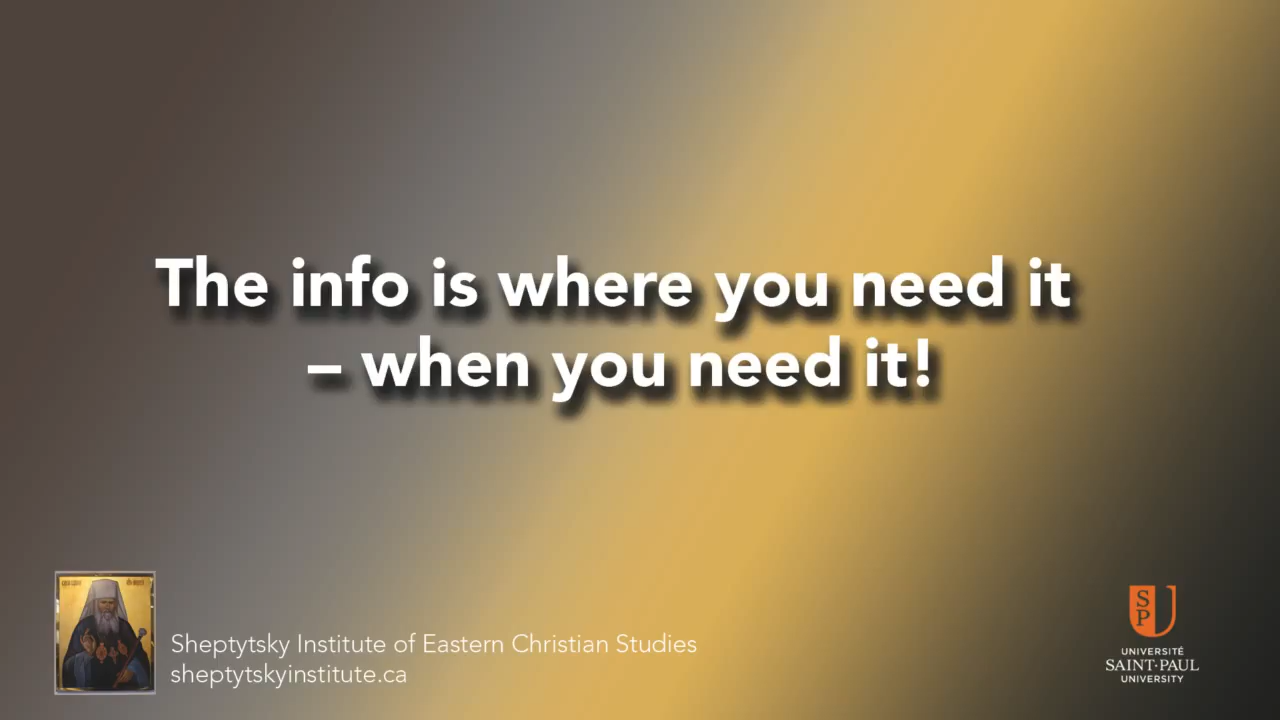 The info is where you need it
– when you need it!
Sheptytsky Institute of Eastern Christian Studies
sheptytskyinstitute.ca
SP
UNIVERSITÉ
SAINT·PAUL
UNIVERSITY